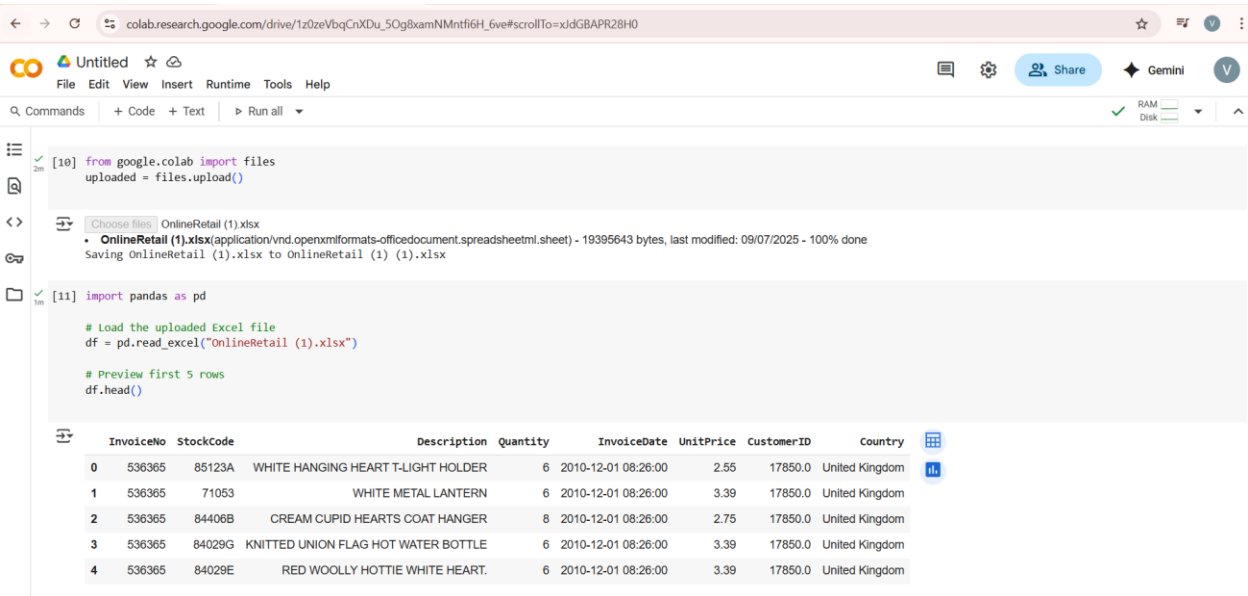 colab.research.google.com/drive/1z0zeVbqCnXDu_5Og8xamNMntfi6H_6ve#scrollTo=xJdGBAPR28H0
V
CO
Untitled
Share
Gemini
V
File Edit View Insert Runtime Tools Help
Commands + Code + Text Run all
RAM
Disk
2m
[10] from google.colab import files
uploaded = files.upload()
Choose files OnlineRetail (1).xlsx
• OnlineRetail (1).xlsx(application/vnd.openxmlformats-officedocument.spreadsheetml.sheet) - 19395643 bytes, last modified: 09/07/2025 - 100% done
Saving OnlineRetail (1).xlsx to OnlineRetail (1) (1).xlsx
1m
[11] import pandas as pd
# Load the uploaded Excel file
df = pd.read_excel("OnlineRetail (1).xlsx")
# Preview first 5 rows
df.head()
InvoiceNo StockCode Description Quantity InvoiceDate UnitPrice CustomerID Country
0 536365 85123A WHITE HANGING HEART T-LIGHT HOLDER 6 2010-12-01 08:26:00 2.55 17850.0 United Kingdom
1 536365 71053 WHITE METAL LANTERN 6 2010-12-01 08:26:00 3.39 17850.0 United Kingdom
2 536365 84406B CREAM CUPID HEARTS COAT HANGER 8 2010-12-01 08:26:00 2.75 17850.0 United Kingdom
3 536365 84029G KNITTED UNION FLAG HOT WATER BOTTLE 6 2010-12-01 08:26:00 3.39 17850.0 United Kingdom
4 536365 84029E RED WOOLLY HOTTIE WHITE HEART. 6 2010-12-01 08:26:00 3.39 17850.0 United Kingdom